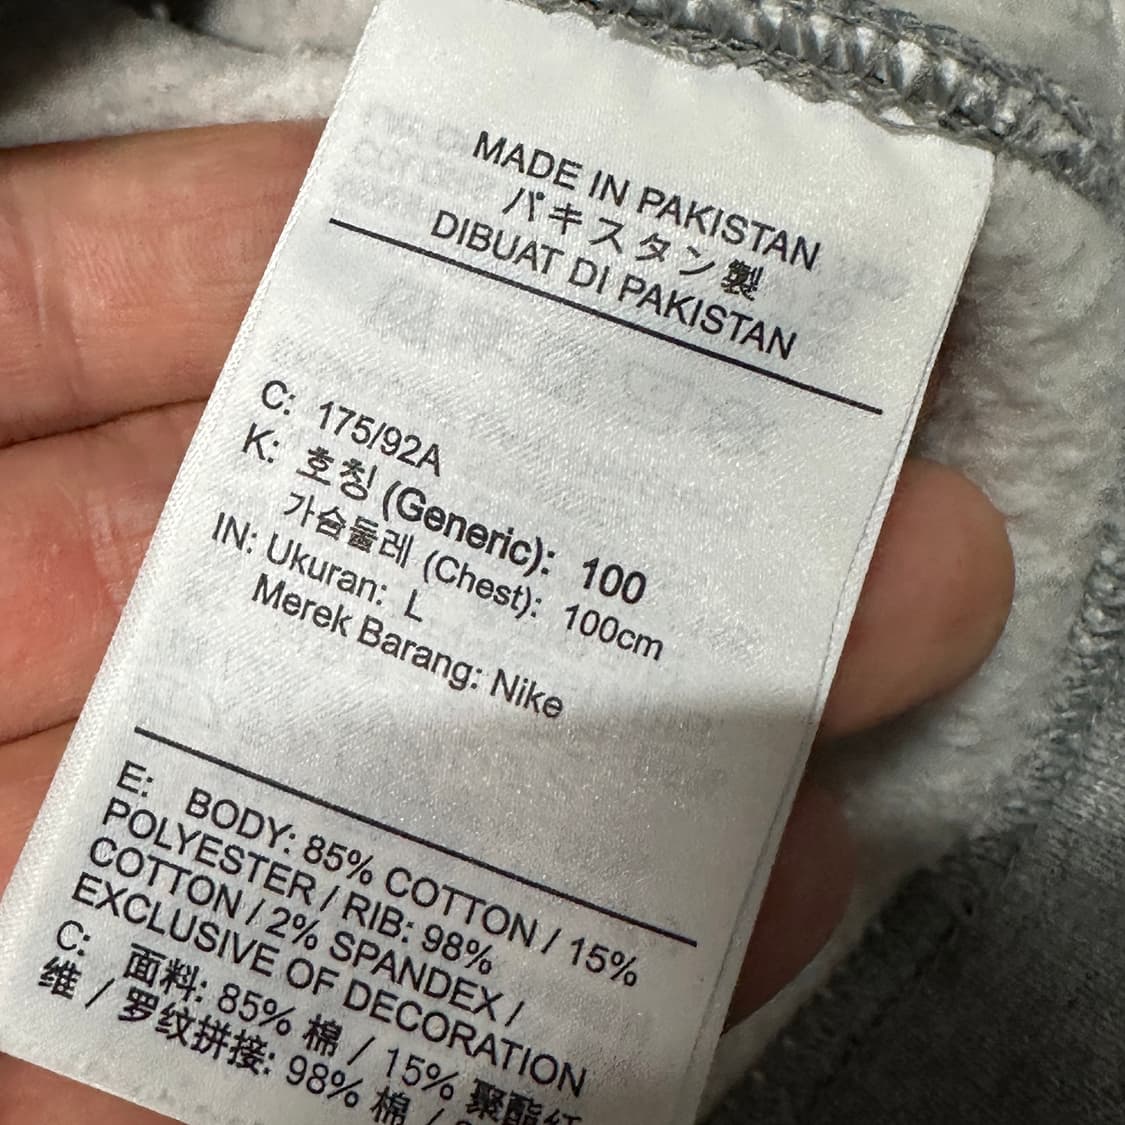 MADE IN PAKISTAN
パキスタン製
DIBUAT DI PAKISTAN
C: 175/92A
K: 호칭 (Generic): 100
가슴둘레 (Chest): 100cm
IN: Ukuran: L
Merek Barang: Nike
E: BODY: 85% COTTON / 15%
POLYESTER / RIB: 98%
COTTON / 2% SPANDEX /
EXCLUSIVE OF DECORATION
C: 面料: 85% 棉 / 15% 聚酯纤
维 / 罗纹拼接: 98% 棉 /